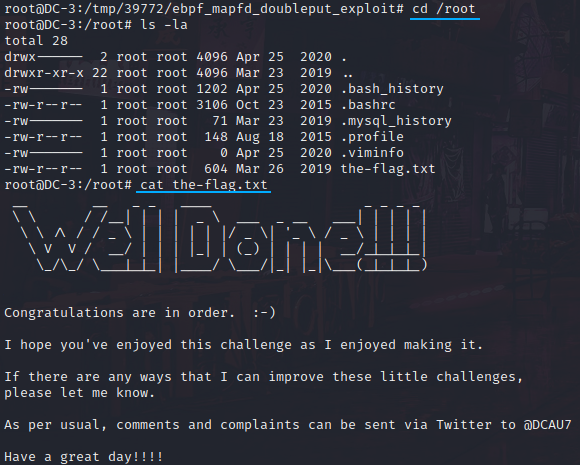 root@DC-3:/tmp/39772/ebpf_mapfd_doubleput_exploit# cd /root
root@DC-3:/root# ls -la
total 28
drwx------  2 root root 4096 Apr 25  2020 .
drwxr-xr-x 22 root root 4096 Mar 23  2019 ..
-rw-------  1 root root 1202 Apr 25  2020 .bash_history
-rw-r--r--  1 root root 3106 Oct 23  2015 .bashrc
-rw-------  1 root root   71 Mar 23  2019 .mysql_history
-rw-r--r--  1 root root  148 Aug 18  2015 .profile
-rw-------  1 root root    0 Apr 25  2020 .viminfo
-rw-r--r--  1 root root  604 Mar 26  2019 the-flag.txt
root@DC-3:/root# cat the-flag.txt
Well Done!!!!
Congratulations are in order.  :-)
I hope you've enjoyed this challenge as I enjoyed making it.
If there are any ways that I can improve these little challenges,
please let me know.
As per usual, comments and complaints can be sent via Twitter to @DCAU7
Have a great day!!!!